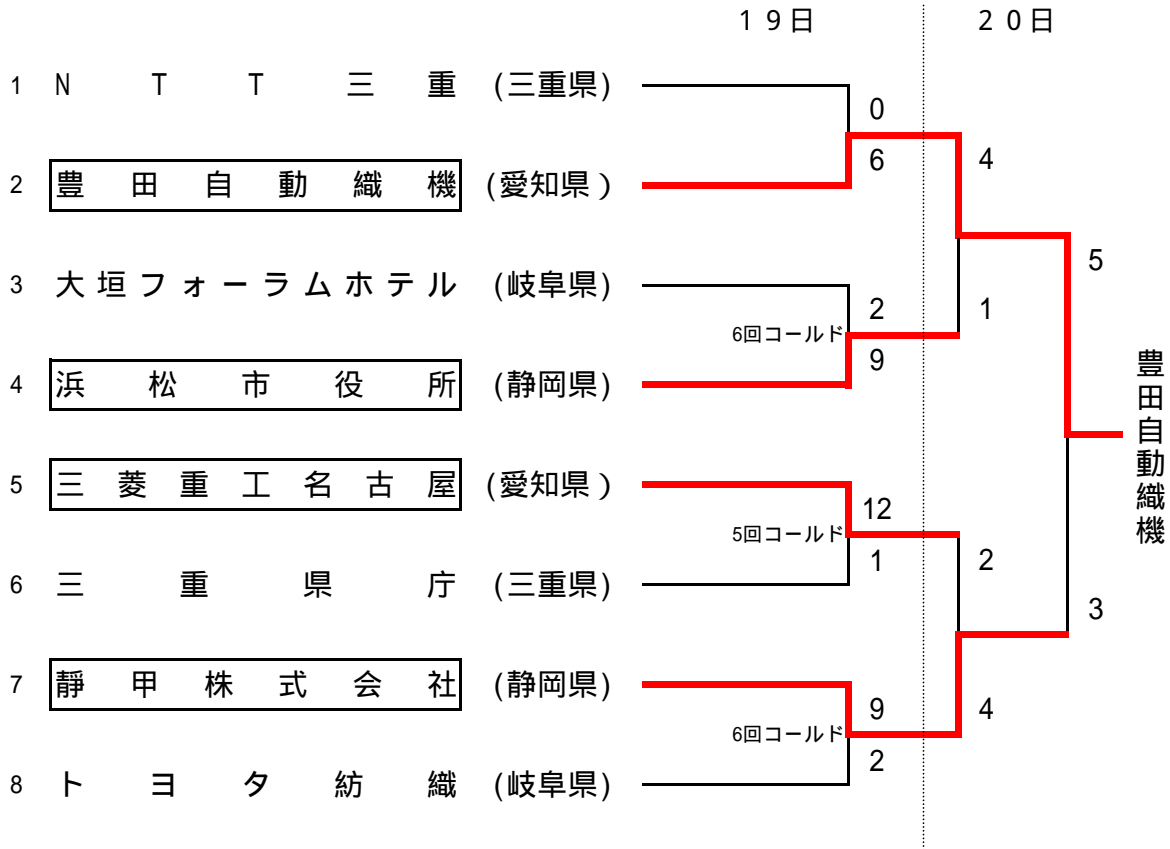 19日 20日
1 NTT三重 (三重県)
0
6
2 豊田自動織機 (愛知県)
4
3 大垣フォーラムホテル (岐阜県)
5
2
1
6回コールド
9
4 浜松市役所 (静岡県)
豊田自動織機
5 三菱重工名古屋 (愛知県)
12
5回コールド
1
2
6 三重県庁 (三重県)
3
7 靜甲株式会社 (静岡県)
9
4
6回コールド
2
8 トヨタ紡織 (岐阜県)